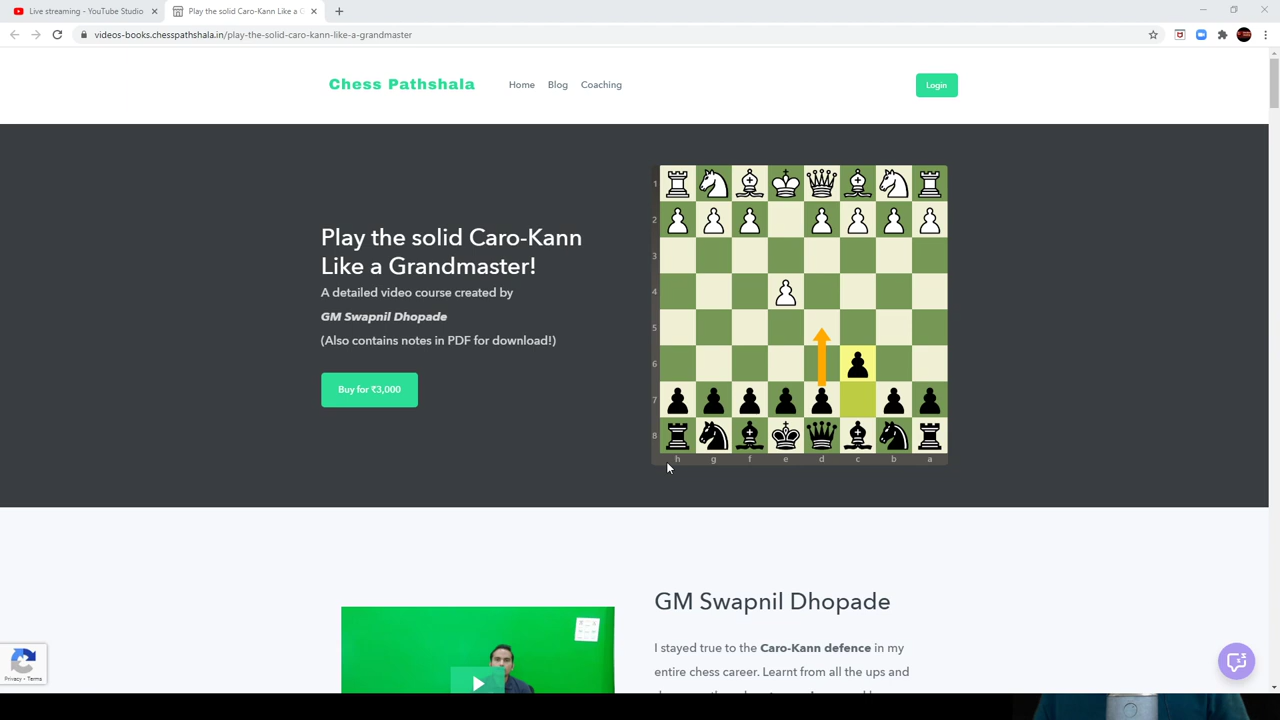 Live streaming - YouTube Studio
Play the solid Caro-Kann Like a G
videos-books.chesspathshala.in/play-the-solid-caro-kann-like-a-grandmaster
Chess Pathshala
Home
Blog
Coaching
Login
Play the solid Caro-Kann
Like a Grandmaster!
A detailed video course created by
GM Swapnil Dhopade
(Also contains notes in PDF for download!)
Buy for ₹3,000
1
2
3
4
5
6
7
8
h g f e d c b a
GM Swapnil Dhopade
I stayed true to the Caro-Kann defence in my
entire chess career. Learnt from all the ups and
Privacy - Terms